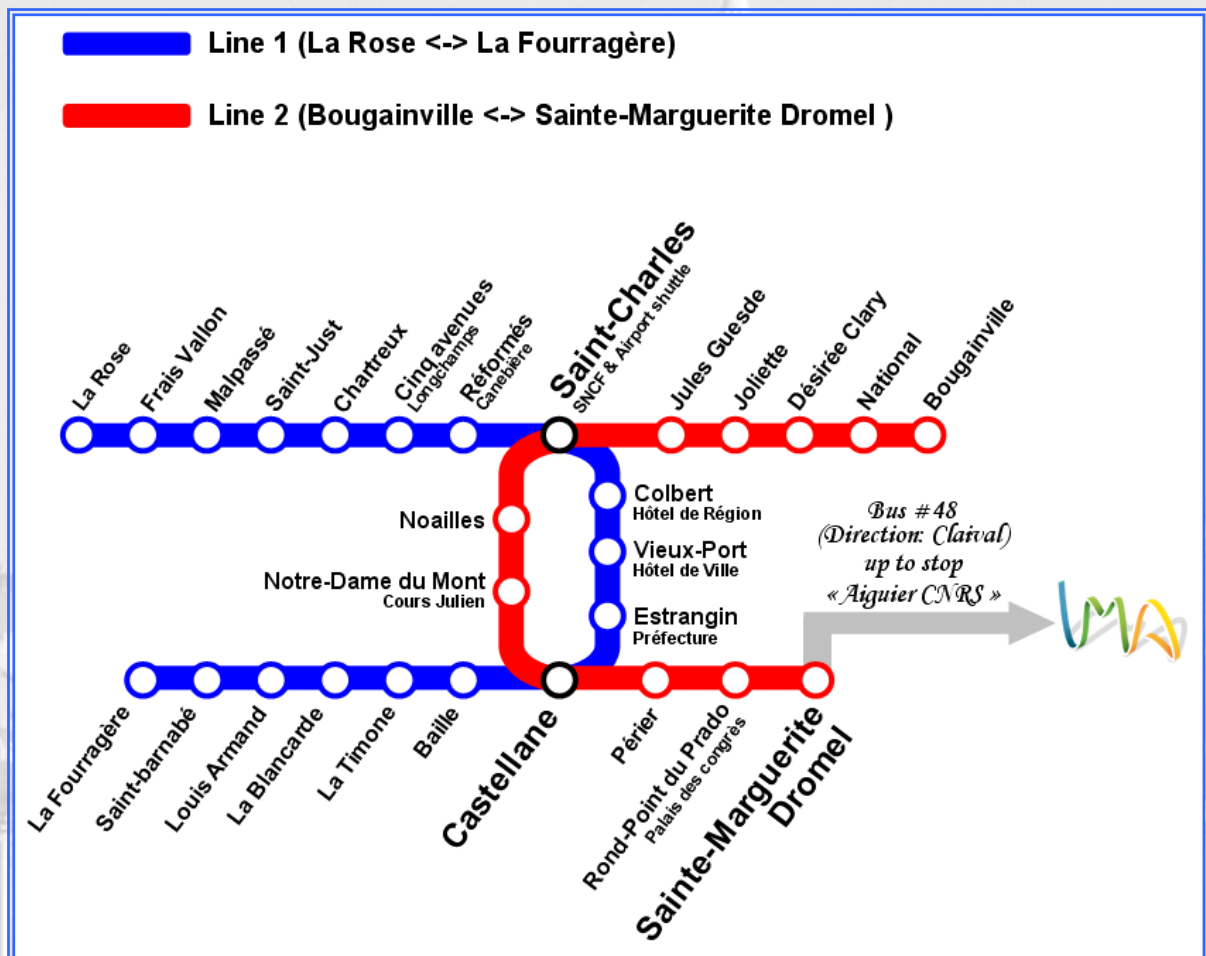 Line 1 (La Rose <-> La Fourragère)
Line 2 (Bougainville <-> Sainte-Marguerite Dromel )
La Rose
Frais Vallon
Malpassé
Saint-Just
Chartreux
Cinq avenues
Longchamps
Réformés
Canebière
Saint-Charles
SNCF & Airport shuttle
Jules Guesde
Joliette
Désirée Clary
National
Bougainville
Colbert
Hôtel de Région
Noailles
Vieux-Port
Hôtel de Ville
Notre-Dame du Mont
Cours Julien
Estrangin
Préfecture
Bus #48
(Direction: Claival)
up to stop
« Aiguier CNRS »
LMA
La Fourragère
Saint-barnabé
Louis Armand
La Blancarde
La Timone
Baille
Castellane
Périer
Rond-Point du Prado
Palais des congrès
Sainte-Marguerite
Dromel